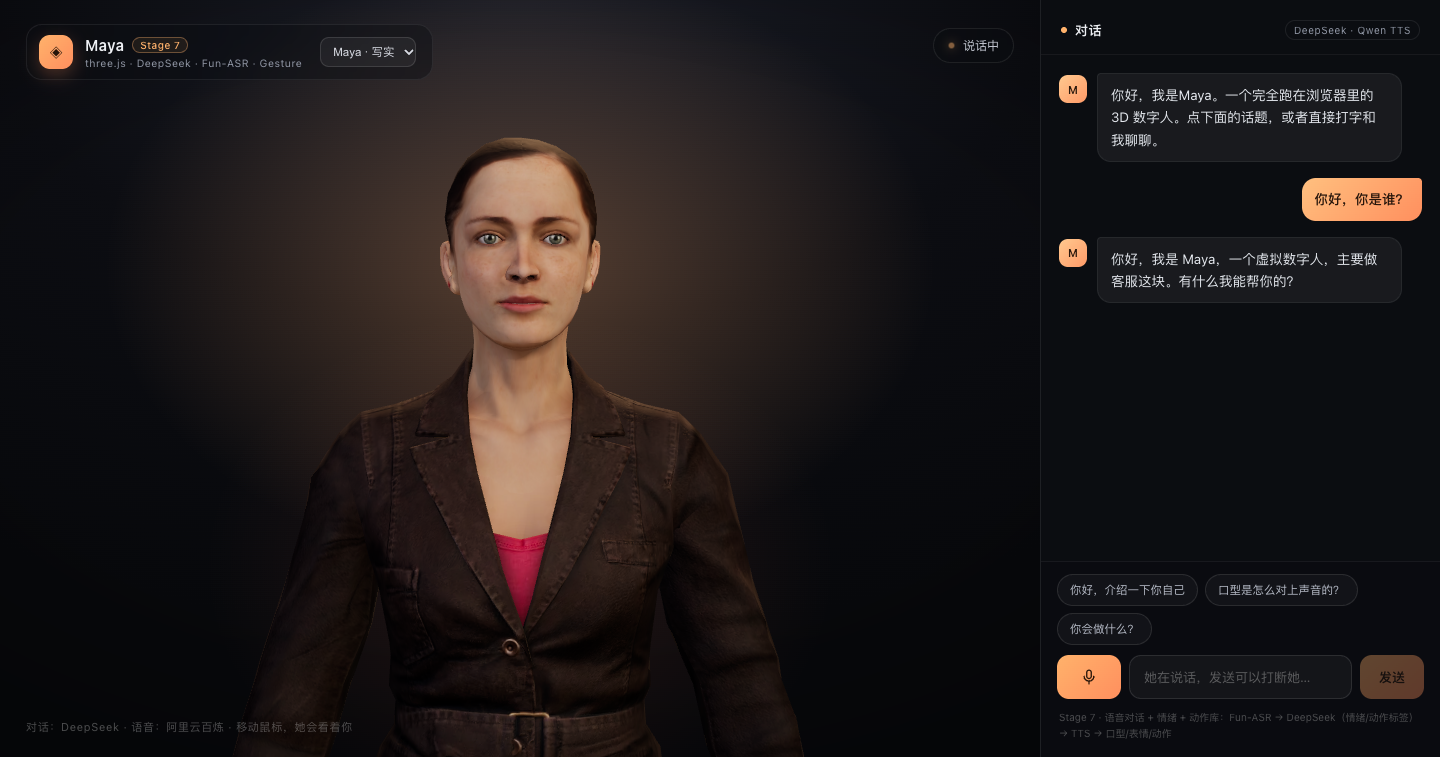 Maya Stage 7
three.js · DeepSeek · Fun-ASR · Gesture
Maya · 写实
说话中
对话
DeepSeek · Qwen TTS
M
你好，我是Maya。一个完全跑在浏览器里的
3D 数字人。点下面的话题，或者直接打字和
我聊聊。
你好，你是谁？
M
你好，我是 Maya，一个虚拟数字人，主要做
客服这块。有什么我能帮你的？
你好，介绍一下你自己
口型是怎么对上声音的？
你会做什么？
她在说话，发送可以打断她…
发送
Stage 7 · 语音对话 + 情绪 + 动作库：Fun-ASR → DeepSeek（情绪/动作标签）
→ TTS → 口型/表情/动作
对话：DeepSeek · 语音：阿里云百炼 · 移动鼠标，她会看着你